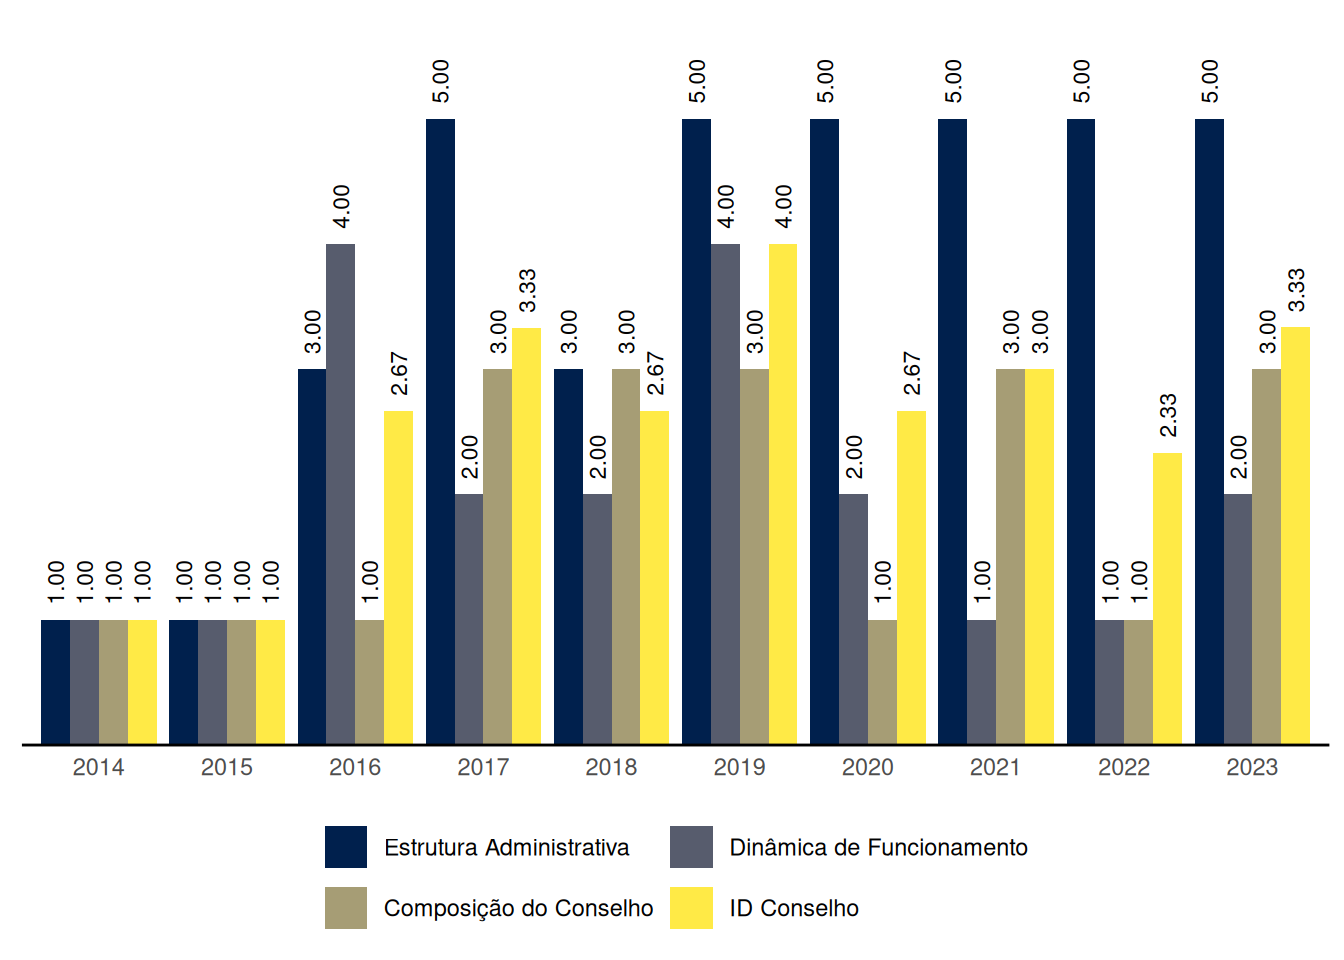 1.00 1.00 1.00 1.00 1.00 1.00 1.00 1.00 3.00 4.00 1.00 2.67 5.00 2.00 3.00 3.33 3.00 2.00 3.00 2.67 5.00 4.00 3.00 4.00 5.00 2.00 1.00 2.67 5.00 1.00 3.00 3.00 5.00 1.00 1.00 2.33 5.00 2.00 3.00 3.33
2014 2015 2016 2017 2018 2019 2020 2021 2022 2023
Estrutura Administrativa Dinâmica de Funcionamento
Composição do Conselho ID Conselho